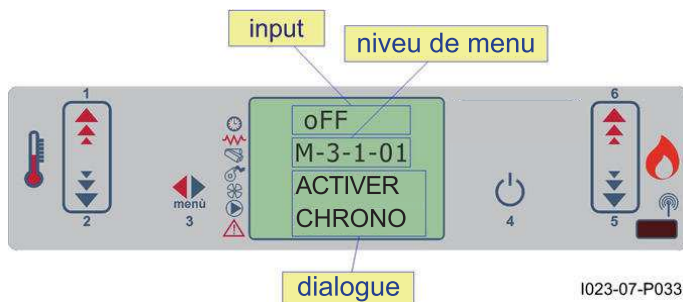 input
niveu de menu
1
6
oFF
M-3-1-01
ACTIVER
CHRONO
menù
2
3
4
5
dialogue
I023-07-P033